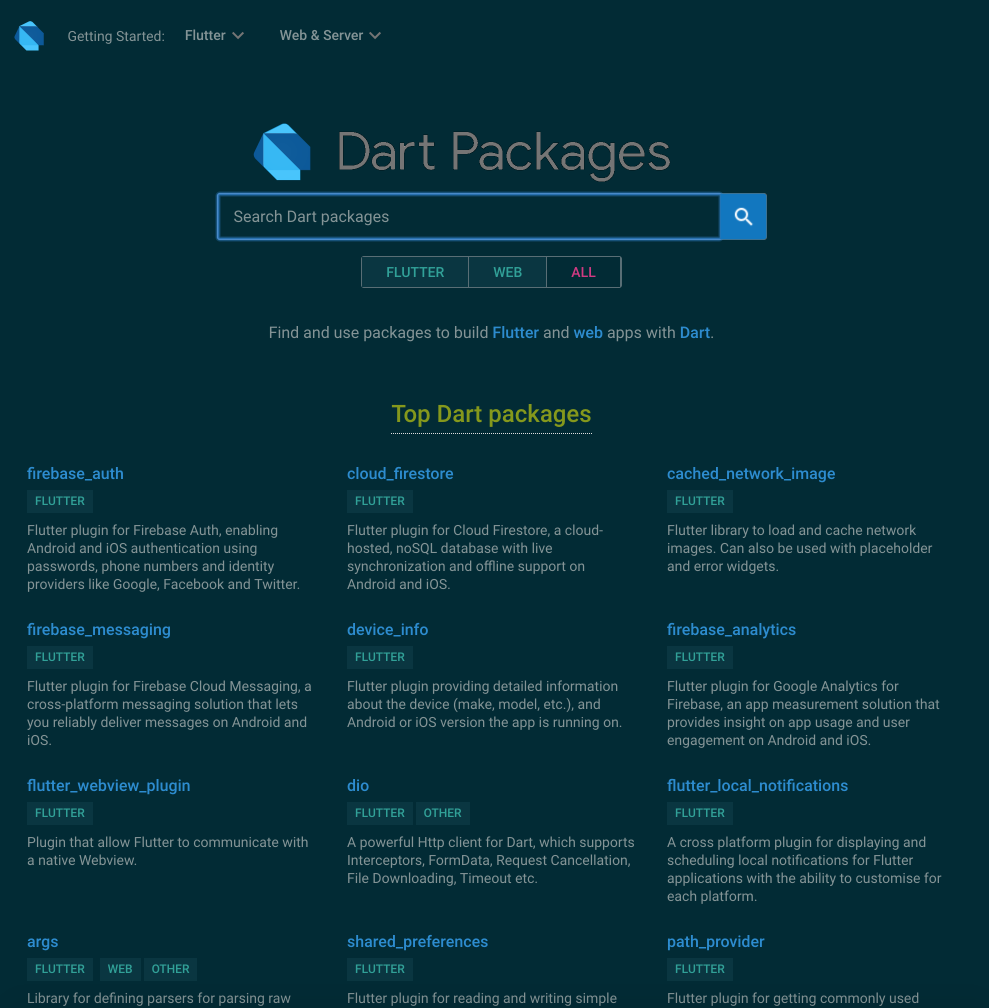 Getting Started: Flutter Web & Server
Dart Packages
Search Dart packages
FLUTTER WEB ALL
Find and use packages to build Flutter and web apps with Dart.
Top Dart packages
firebase_auth
FLUTTER
Flutter plugin for Firebase Auth, enabling
Android and iOS authentication using
passwords, phone numbers and identity
providers like Google, Facebook and Twitter.
cloud_firestore
FLUTTER
Flutter plugin for Cloud Firestore, a cloud-
hosted, noSQL database with live
synchronization and offline support on
Android and iOS.
cached_network_image
FLUTTER
Flutter library to load and cache network
images. Can also be used with placeholder
and error widgets.
firebase_messaging
FLUTTER
Flutter plugin for Firebase Cloud Messaging, a
cross-platform messaging solution that lets
you reliably deliver messages on Android and
iOS.
device_info
FLUTTER
Flutter plugin providing detailed information
about the device (make, model, etc.), and
Android or iOS version the app is running on.
firebase_analytics
FLUTTER
Flutter plugin for Google Analytics for
Firebase, an app measurement solution that
provides insight on app usage and user
engagement on Android and iOS.
flutter_webview_plugin
FLUTTER
Plugin that allow Flutter to communicate with
a native Webview.
dio
FLUTTER OTHER
A powerful Http client for Dart, which supports
Interceptors, FormData, Request Cancellation,
File Downloading, Timeout etc.
flutter_local_notifications
FLUTTER
A cross platform plugin for displaying and
scheduling local notifications for Flutter
applications with the ability to customise for
each platform.
args
FLUTTER WEB OTHER
Library for defining parsers for parsing raw
shared_preferences
FLUTTER
Flutter plugin for reading and writing simple
path_provider
FLUTTER
Flutter plugin for getting commonly used